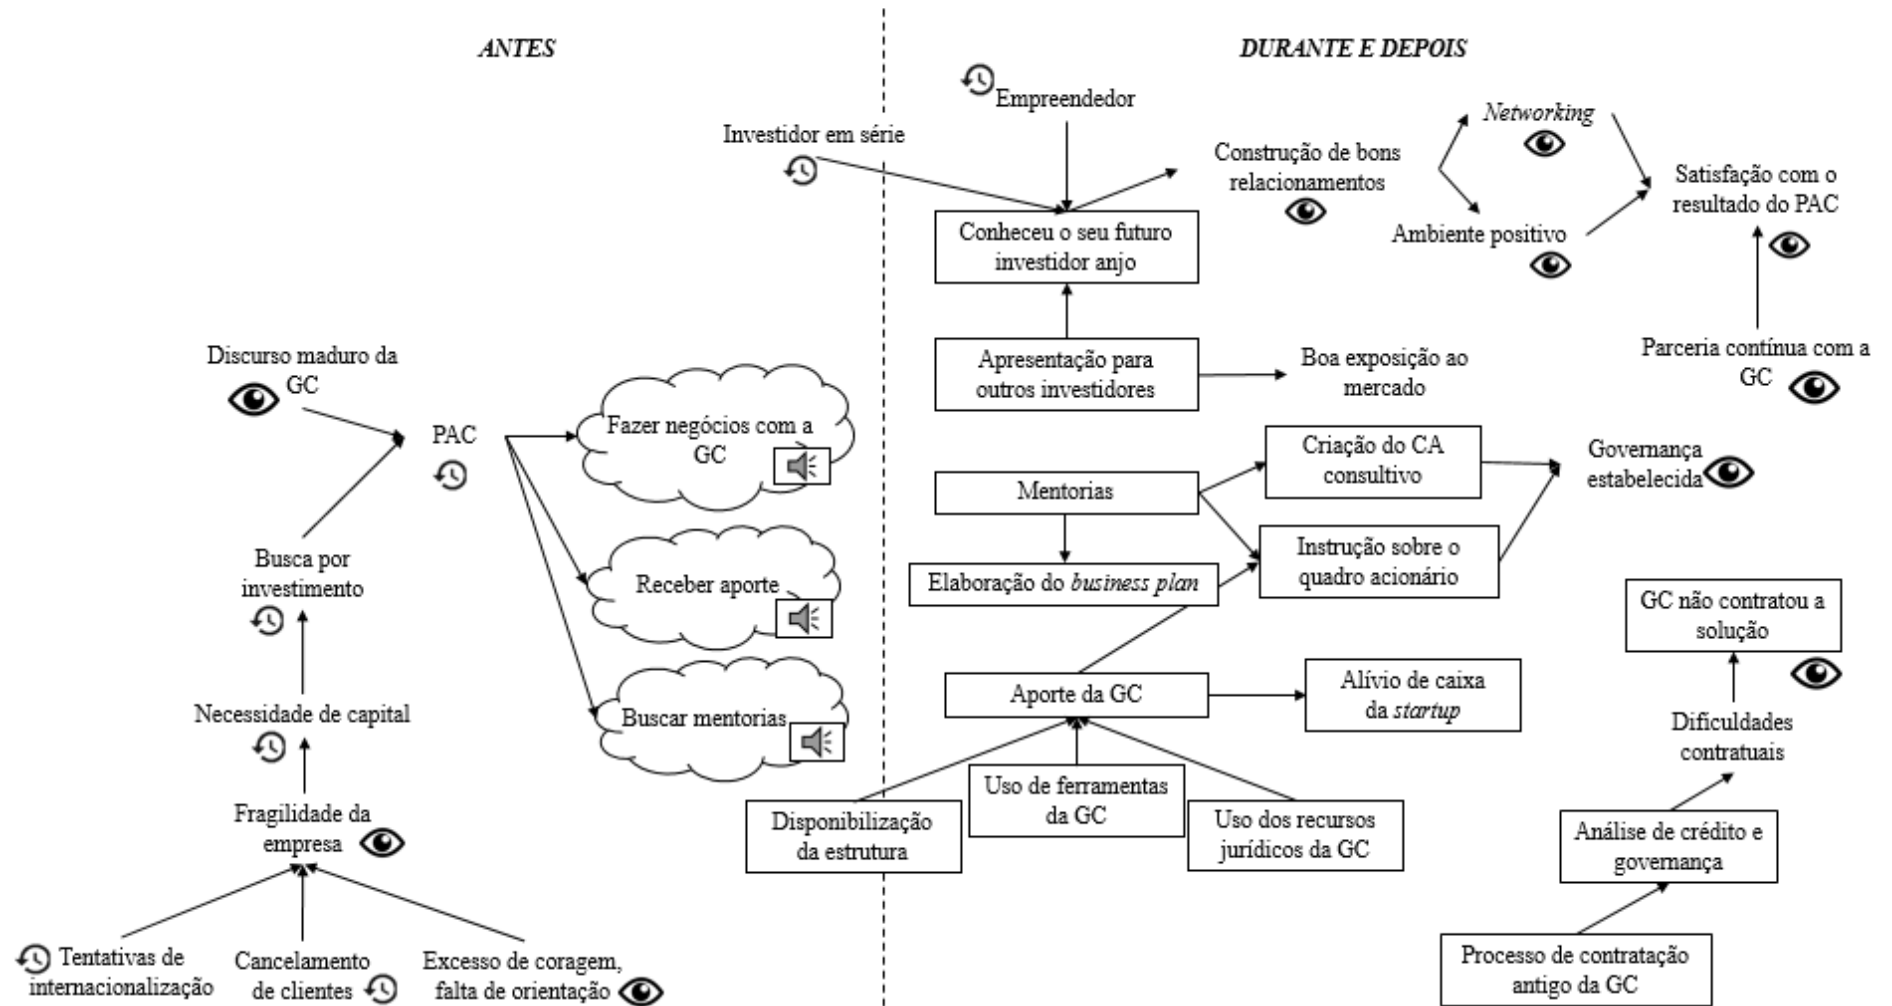 ANTES
DURANTE E DEPOIS
Discurso maduro da
GC
PAC
Busca por
investimento
Necessidade de capital
Fragilidade da
empresa
Tentativas de
internacionalização
Cancelamento
de clientes
Excesso de coragem,
falta de orientação
Fazer negócios com a
GC
Receber aporte
Buscar mentorias
Investidor em série
Empreendedor
Conheceu o seu futuro
investidor anjo
Construção de bons
relacionamentos
Networking
Ambiente positivo
Satisfação com o
resultado do PAC
Parceria contínua com a
GC
Apresentação para
outros investidores
Boa exposição ao
mercado
Mentorias
Criação do CA
consultivo
Governança
estabelecida
Elaboração do business plan
Instrução sobre o
quadro acionário
Aporte da GC
Alívio de caixa
da startup
Disponibilização
da estrutura
Uso de ferramentas
da GC
Uso dos recursos
jurídicos da GC
GC não contratou a
solução
Dificuldades
contratuais
Análise de crédito e
governança
Processo de contratação
antigo da GC